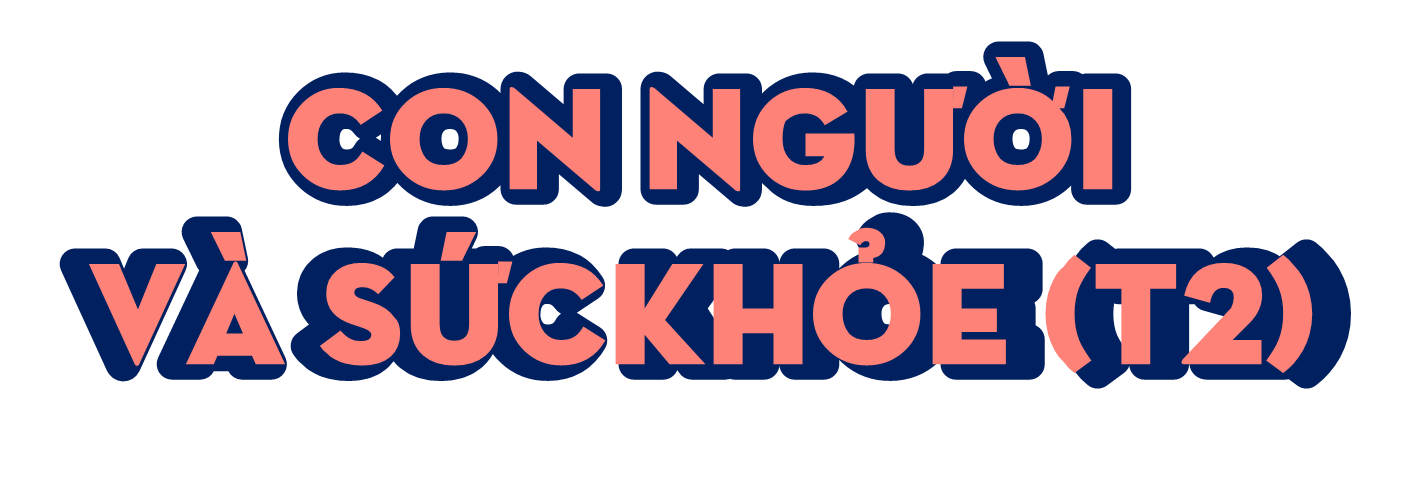 CON NGƯỜI
VÀ SỨC KHỎE (T2)